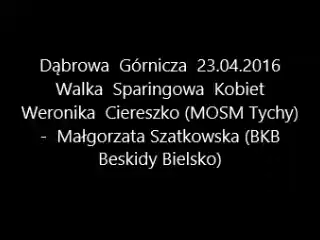 Dąbrowa Górnicza 23.04.2016
Walka Sparingowa Kobiet
Weronika Ciereszko (MOSM Tychy)
- Małgorzata Szatkowska (BKB
Beskidy Bielsko)